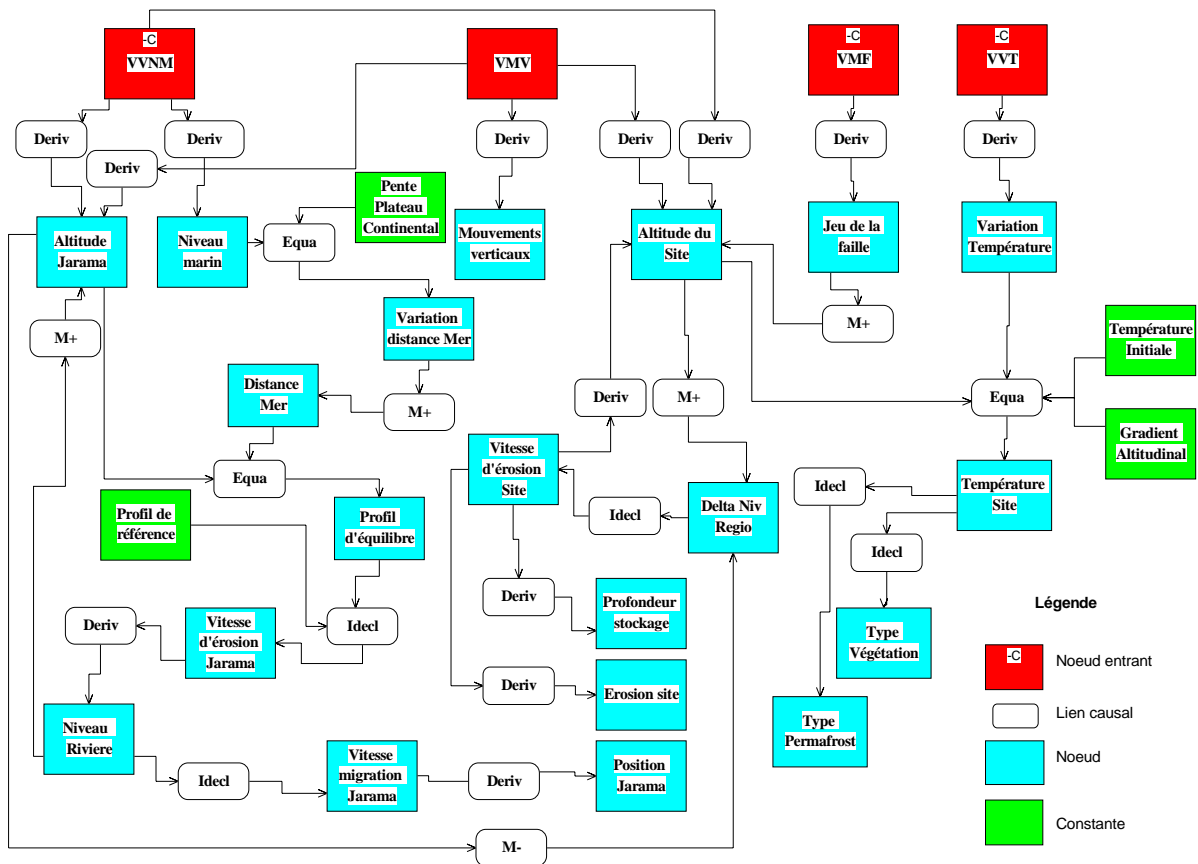 -C
VVNM
VMV
-C
VMF
-C
VVT
Deriv
Deriv
Deriv
Deriv
Deriv
Deriv
Deriv
Deriv
Pente
Plateau
Continental
Altitude
Jarama
Niveau
marin
Equa
Mouvements
verticaux
Altitude du
Site
Jeu de la
faille
Variation
Température
M+
Variation
distance Mer
M+
Température
Initiale
Distance
Mer
M+
Deriv
M+
Equa
Gradient
Altitudinal
Equa
Vitesse
d'érosion
Site
Profil de
référence
Profil
d'équilibre
Idecl
Delta Niv
Regio
Idecl
Température
Site
Idecl
Deriv
Vitesse
d'érosion
Jarama
Idecl
Deriv
Profondeur
stockage
Type
Végétation
Deriv
Erosion site
Niveau
Riviere
Idecl
Vitesse
migration
Jarama
Deriv
Position
Jarama
Type
Permafrost
M-
Légende
-C
Noeud entrant
Lien causal
Noeud
Constante